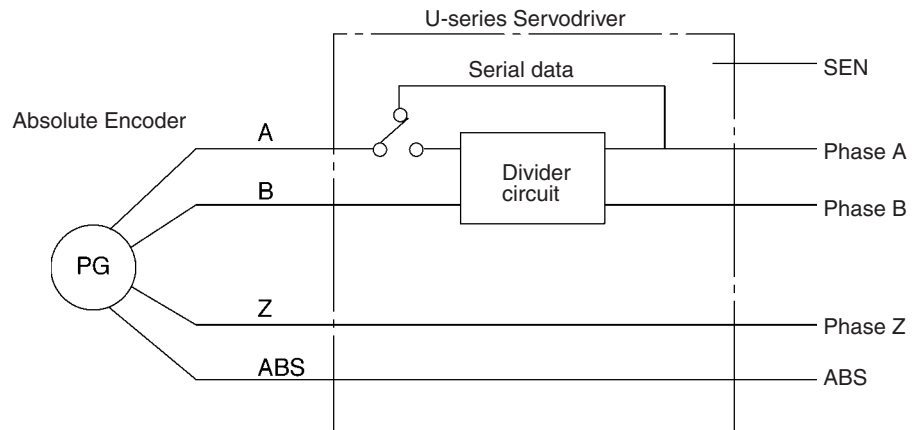 U-series Servodriver
Serial data
SEN
Absolute Encoder
A
Phase A
Divider
circuit
B
Phase B
PG
Z
Phase Z
ABS
ABS